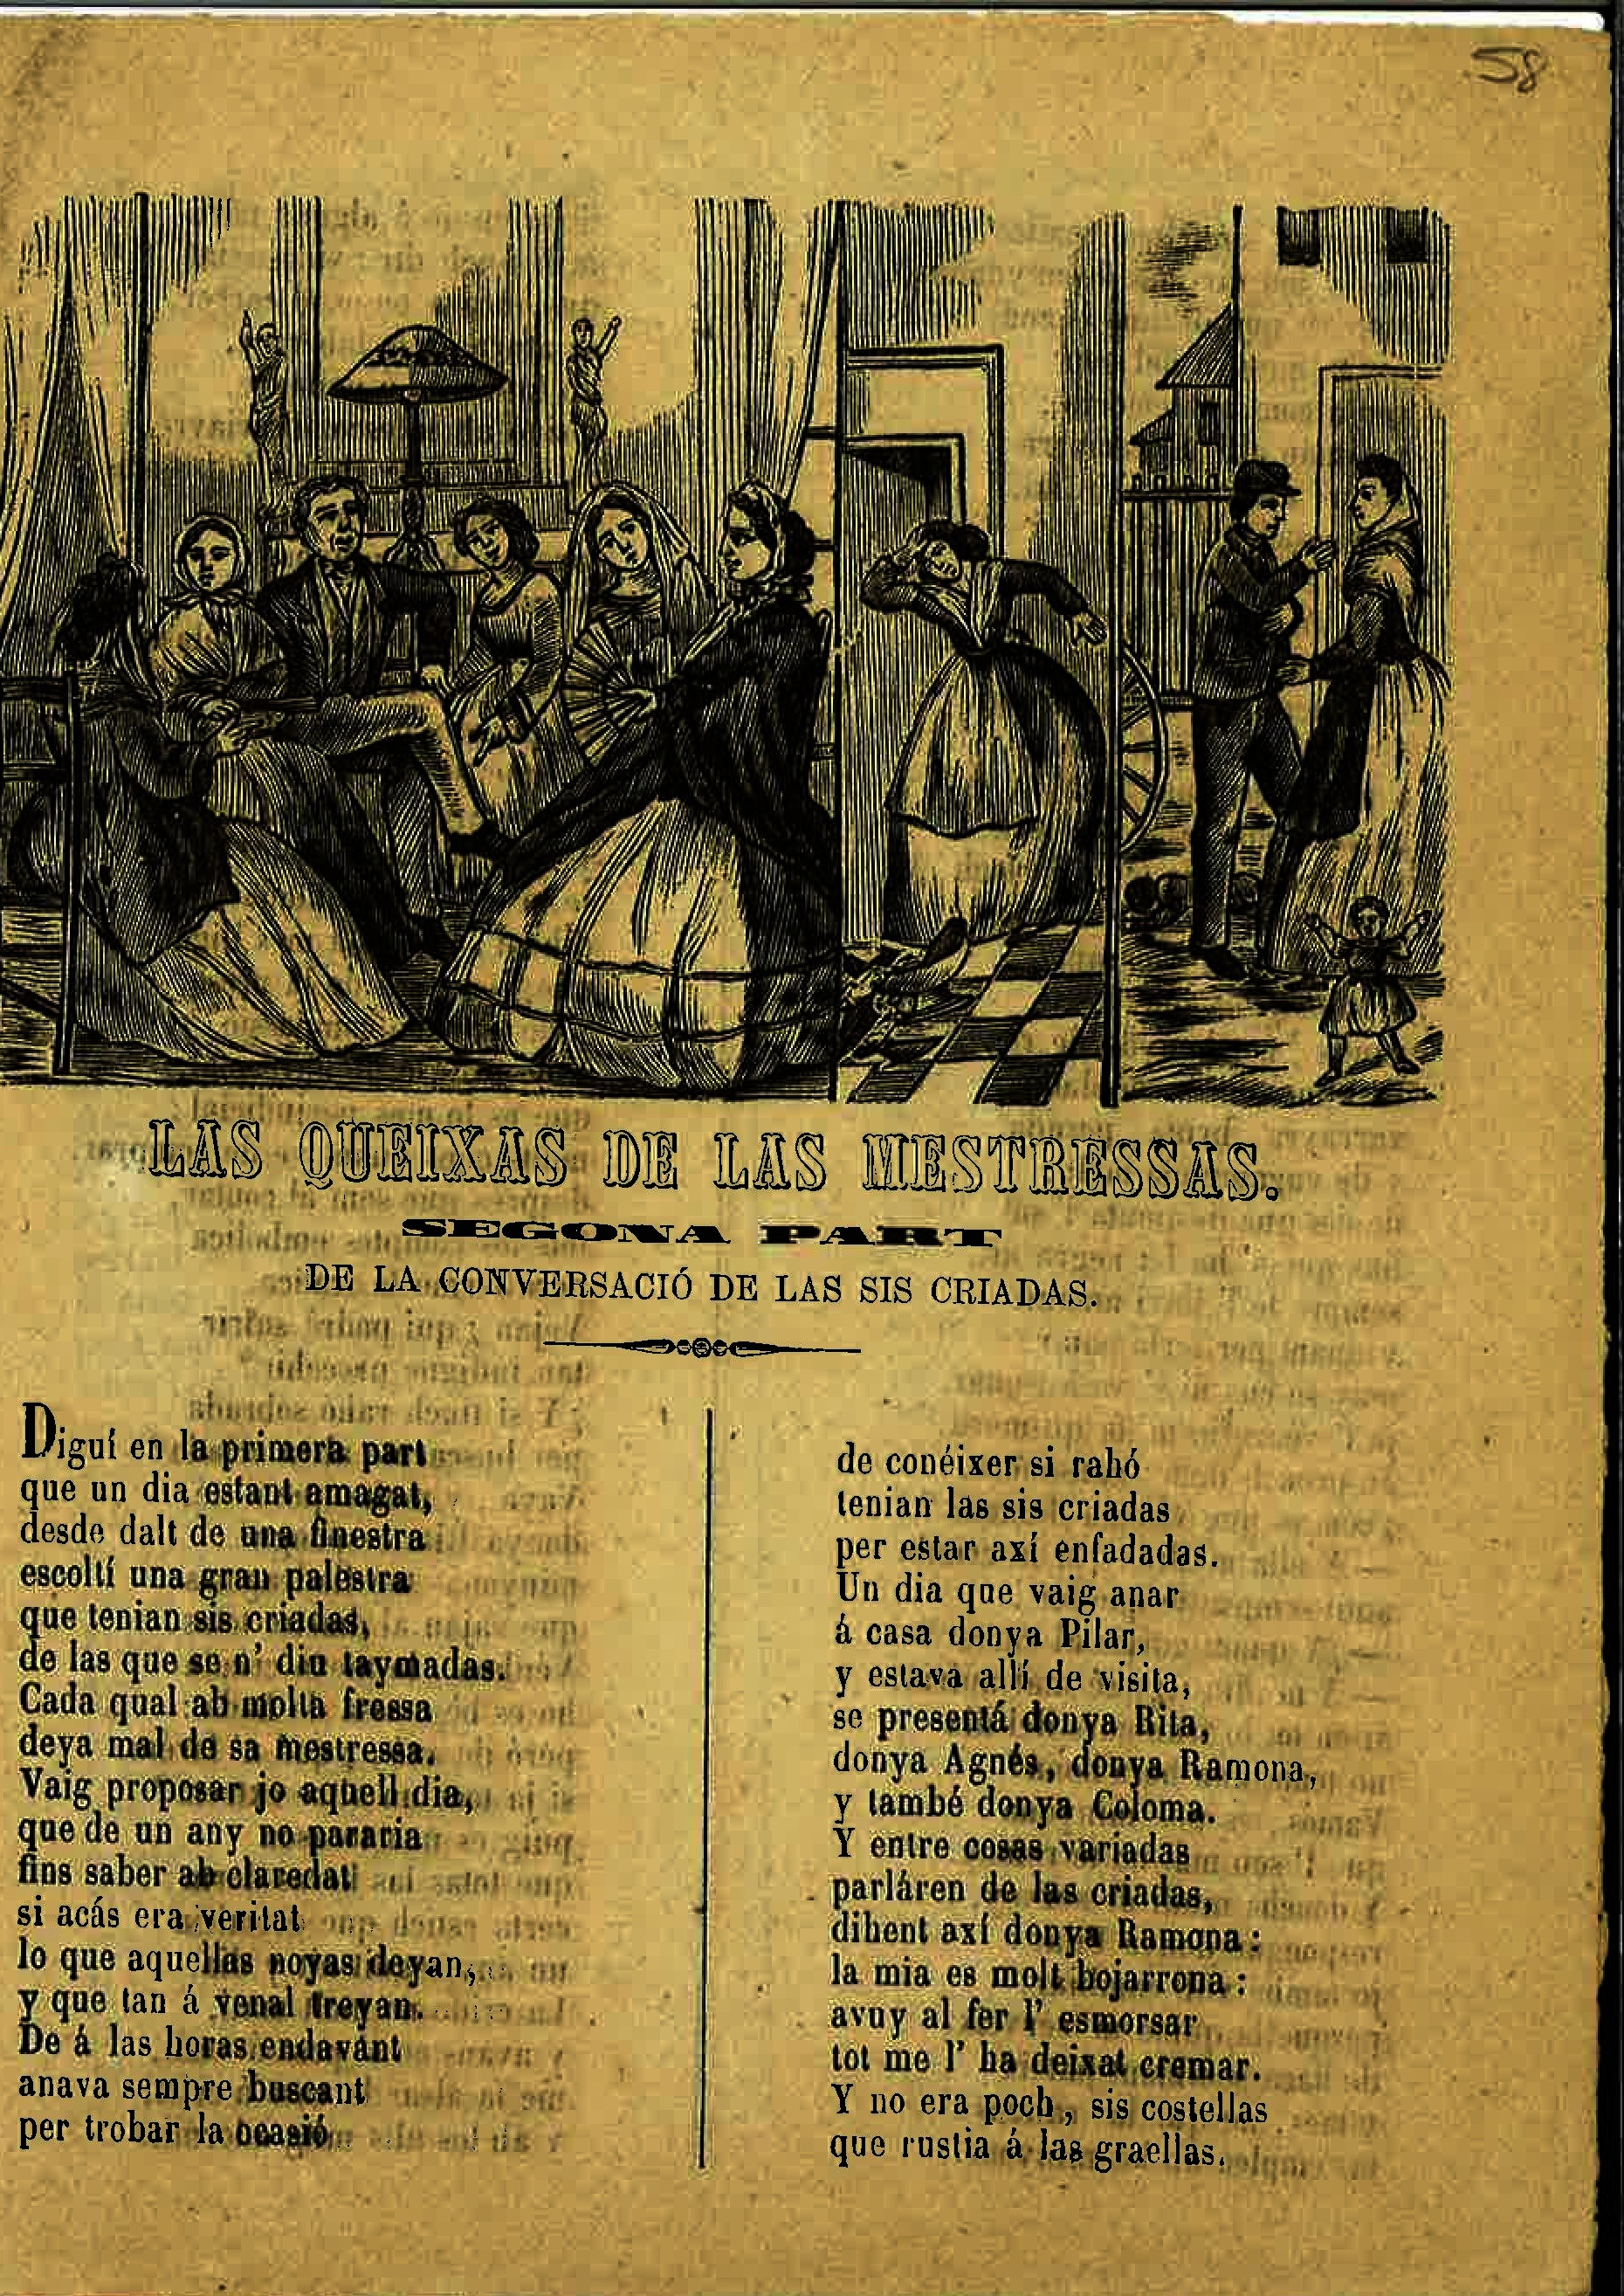 58
LAS QUEIXAS DE LAS MESTRESSAS.
SEGONA PART
DE LA CONVERSACIÓ DE LAS SIS CRIADAS.
Diguí en la primera part
que un dia estant amagat,
desde dalt de una finestra
escoltí una gran palestra
que tenian sis criadas,
de las que se n' diu taymadas.
Cada qual ab molta fressa
deya mal de sa mestressa.
Vaig proposar jo aquell dia,
que de un any no pararia
fins saber ab claredat
si acás era veritat
lo que aquellas noyas deyan,
y que tan á venal treyan.
De á las horas endavant
anava sempre buscant
per trobar la ocasió
de conéixer si rahó
tenian las sis criadas
per estar axí enfadadas.
Un dia que vaig anar
á casa donya Pilar,
y estava allí de visita,
se presentá donya Rita,
donya Agnés, donya Ramona,
y també donya Coloma.
Y entre cosas variadas
parláren de las criadas,
dihent axí donya Ramona:
la mia es molt bojarrona:
avuy al fer l' esmorsar
tot me l' ha deixat cremar.
Y no era poch, sis costellas
que rustia á las graellas.